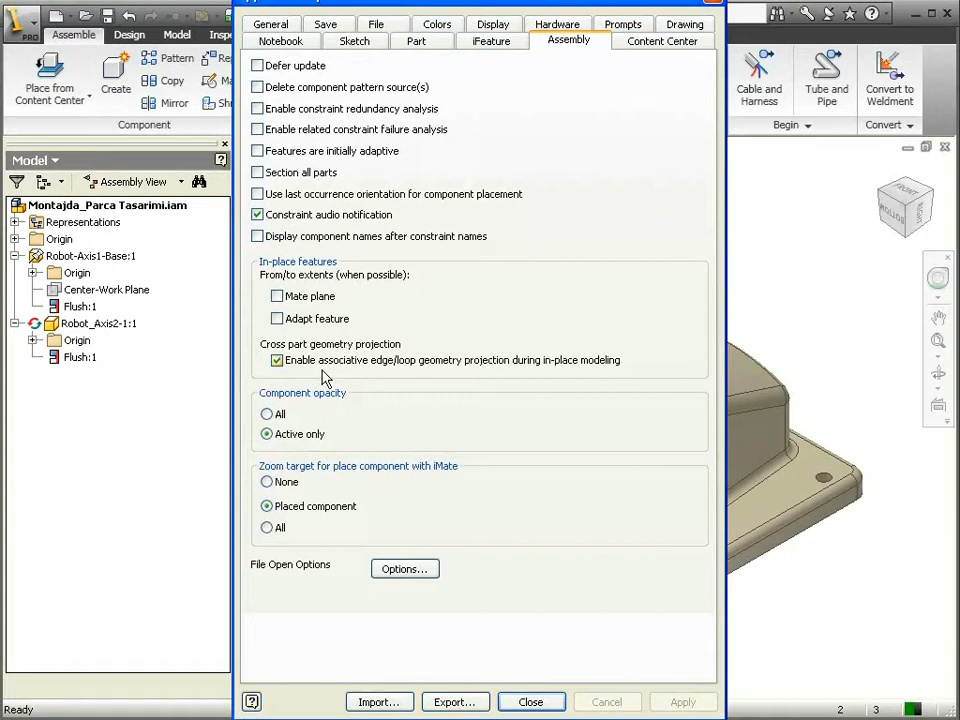 PRO
Assemble Design Model Inspe
Place from
Content Center
Create
Pattern
Copy
Mirror
Component
Cable and
Harness
Tube and
Pipe
Convert to
Weldment
Begin
Convert
Model
Assembly View
Montajda_Parca Tasarimi.iam
Representations
Origin
Robot-Axis1-Base:1
Origin
Center-Work Plane
Flush:1
Robot_Axis2-1:1
Origin
Flush:1
General Save File Colors Display Hardware Prompts Drawing
Notebook Sketch Part iFeature Assembly Content Center
Defer update
Delete component pattern source(s)
Enable constraint redundancy analysis
Enable related constraint failure analysis
Features are initially adaptive
Section all parts
Use last occurrence orientation for component placement
Constraint audio notification
Display component names after constraint names
In-place features
From/to extents (when possible):
Mate plane
Adapt feature
Cross part geometry projection
Enable associative edge/loop geometry projection during in-place modeling
Component opacity
All
Active only
Zoom target for place component with iMate
None
Placed component
All
File Open Options
Options...
Import... Export... Close Cancel Apply
FRONT
RIGHT
BOTTOM
Ready
2 3